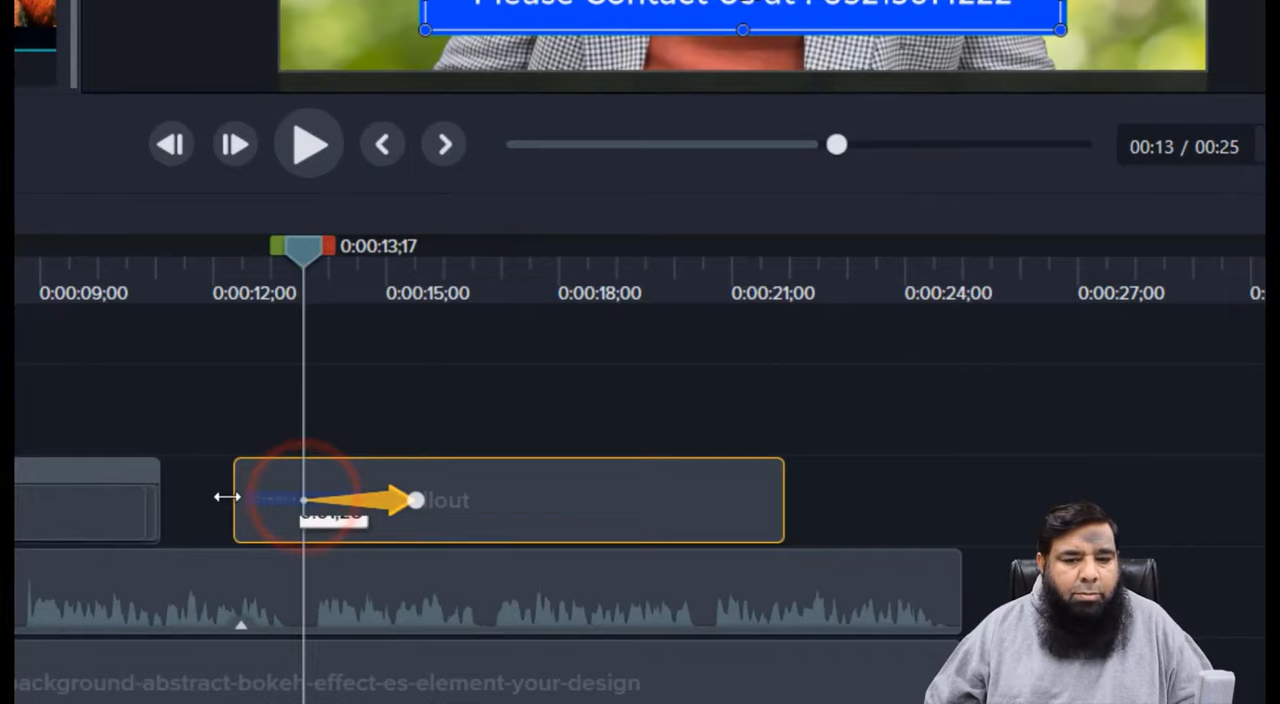 00:13 / 00:25
0:00:13;17
0:00:09;00 0:00:12;00 0:00:15;00 0:00:18;00 0:00:21;00 0:00:24;00 0:00:27;00 0:
llout
background-abstract-bokeh-effect-es-element-your-design